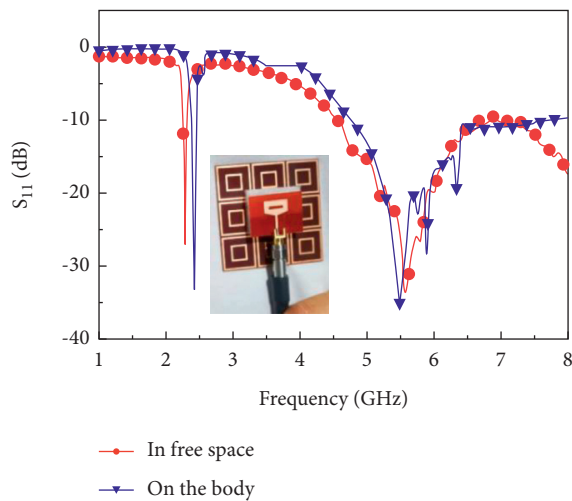 0
-10
-20
-30
-40
S11 (dB)
1 2 3 4 5 6 7 8
Frequency (GHz)
In free space
On the body